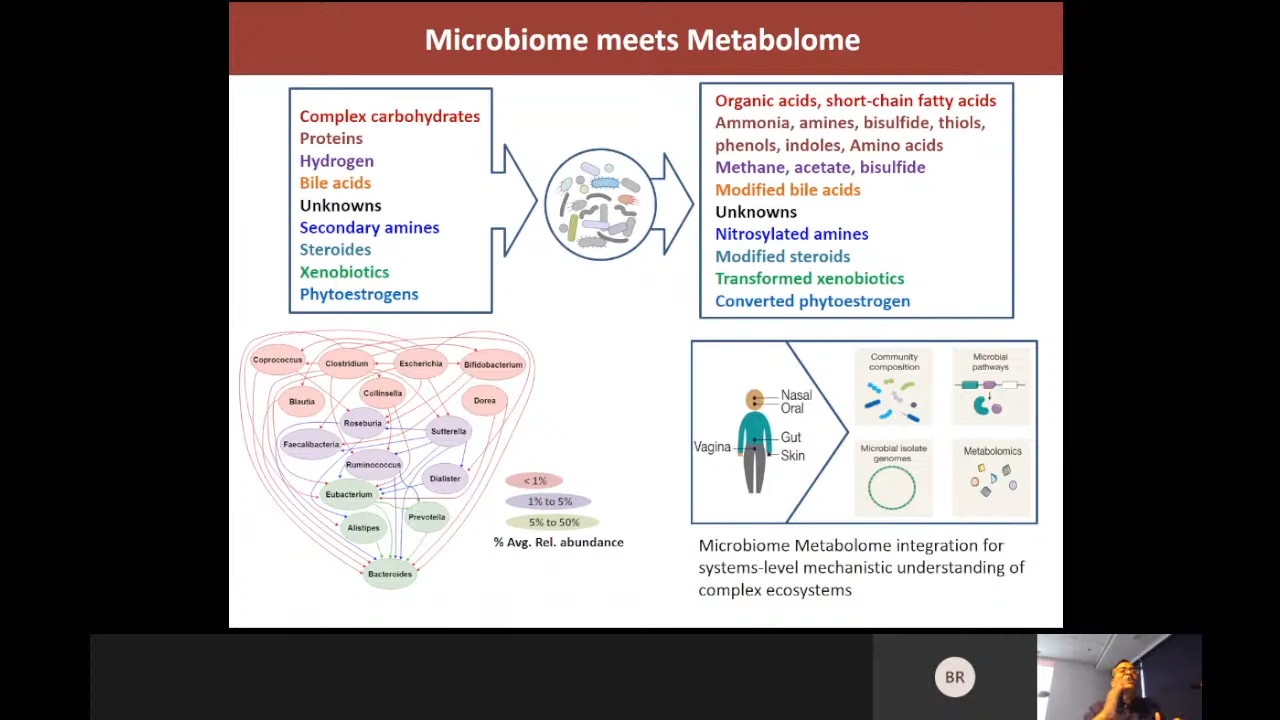 Microbiome meets Metabolome
Complex carbohydrates
Proteins
Hydrogen
Bile acids
Unknowns
Secondary amines
Steroides
Xenobiotics
Phytoestrogens
Organic acids, short-chain fatty acids
Ammonia, amines, bisulfide, thiols,
phenols, indoles, Amino acids
Methane, acetate, bisulfide
Modified bile acids
Unknowns
Nitrosylated amines
Modified steroids
Transformed xenobiotics
Converted phytoestrogen
Coprococcus
Clostridium
Escherichia
Bifidobacterium
Blautia
Collinsella
Dorea
Roseburia
Sutterella
Faecalibacteria
Ruminococcus
Dialister
Eubacterium
Prevotella
Alistipes
Bacteroides
< 1%
1% to 5%
5% to 50%
% Avg. Rel. abundance
Nasal
Oral
Vagina
Gut
Skin
Community
composition
Microbial
pathways
Microbial isolate
genomes
Metabolomics
Microbiome Metabolome integration for
systems-level mechanistic understanding of
complex ecosystems
BR